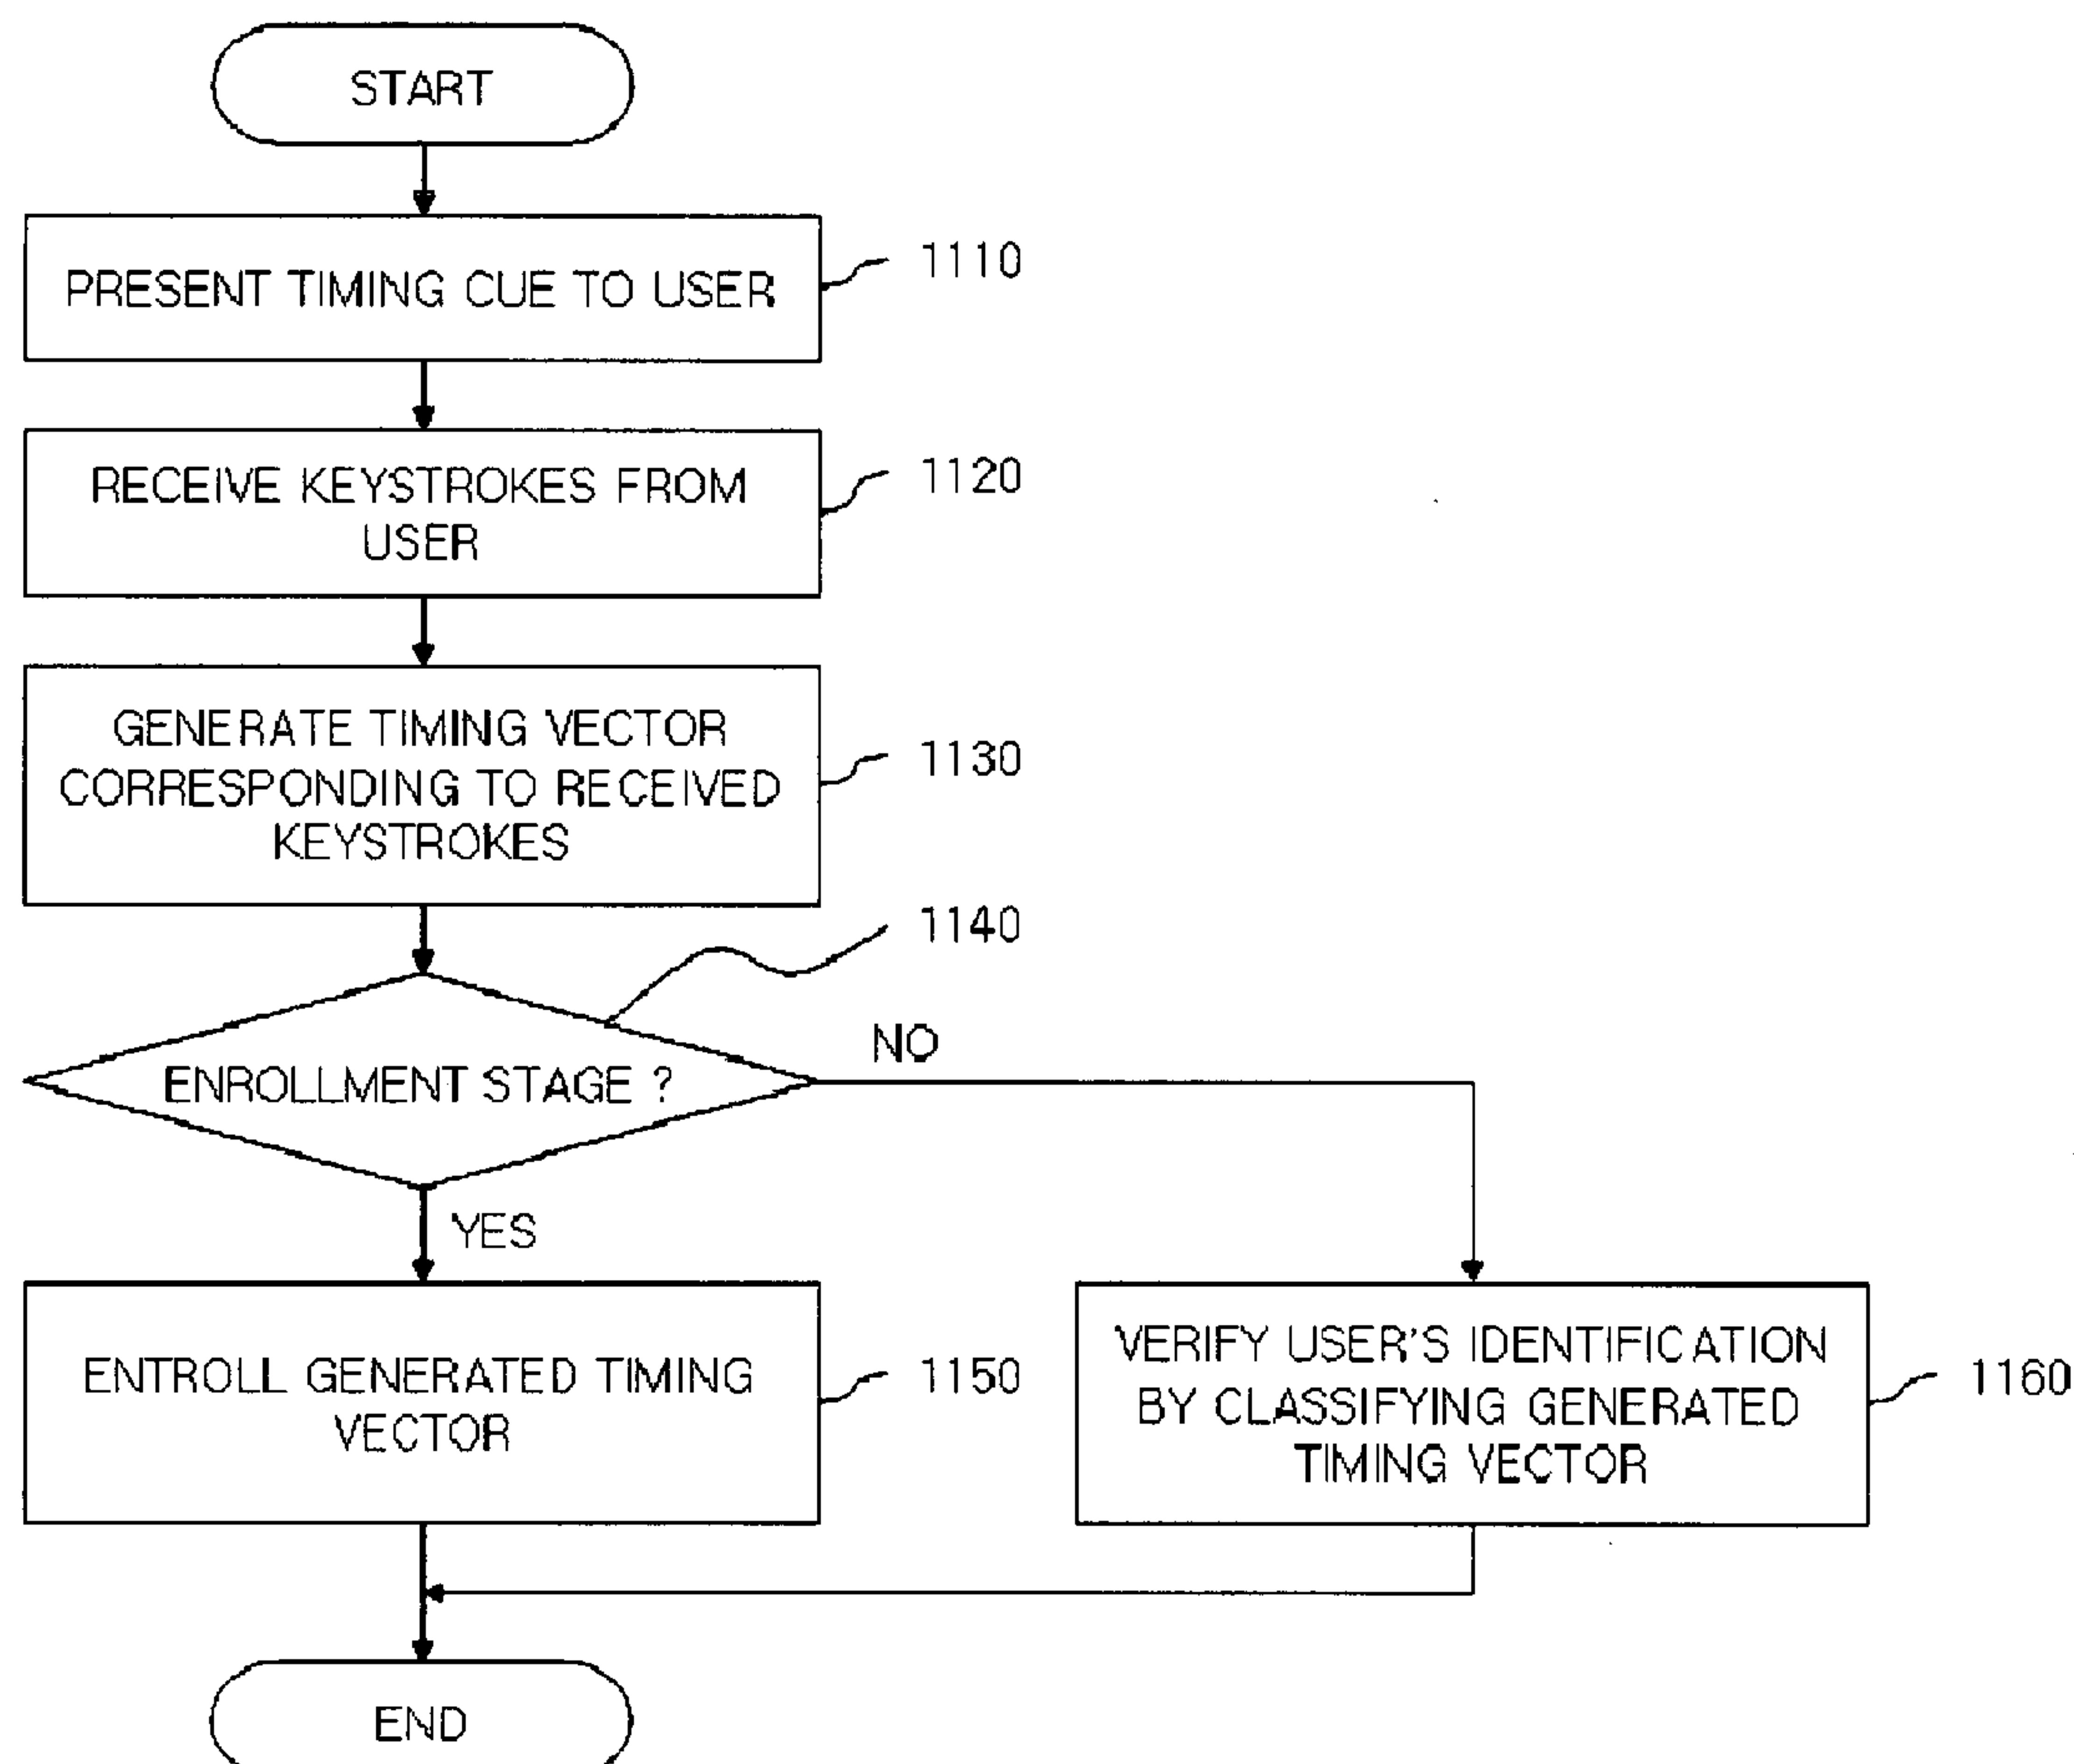 START
PRESENT TIMING CUE TO USER
1110
RECEIVE KEYSTROKES FROM
USER
1120
GENERATE TIMING VECTOR
CORRESPONDING TO RECEIVED
KEYSTROKES
1130
1140
ENROLLMENT STAGE ?
NO
YES
ENTROLL GENERATED TIMING
VECTOR
1150
VERIFY USER'S IDENTIFICATION
BY CLASSIFYING GENERATED
TIMING VECTOR
1160
END